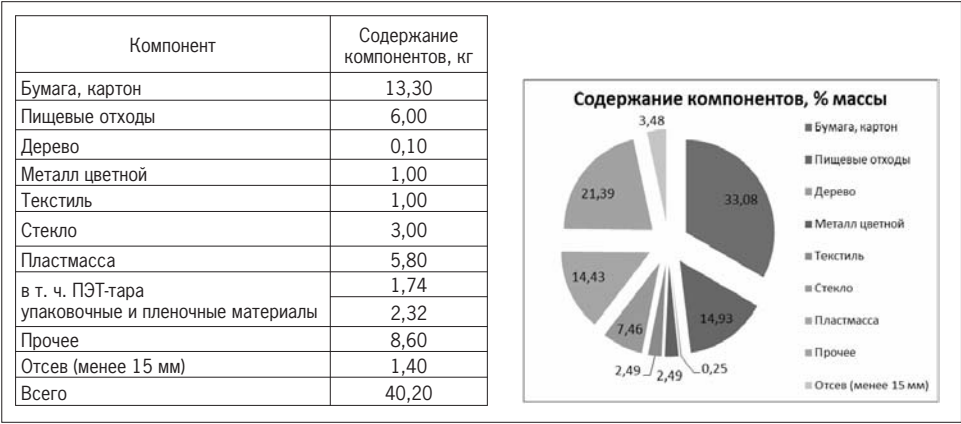 Компонент
Содержание
компонентов, кг
Бумага, картон 13,30
Пищевые отходы 6,00
Дерево 0,10
Металл цветной 1,00
Текстиль 1,00
Стекло 3,00
Пластмасса 5,80
в т. ч. ПЭТ-тара 1,74
упаковочные и пленочные материалы 2,32
Прочее 8,60
Отсев (менее 15 мм) 1,40
Всего 40,20
Содержание компонентов, % массы
3,48
33,08
21,39
14,43
14,93
7,46
2,49
2,49
0,25
Бумага, картон
Пищевые отходы
Дерево
Металл цветной
Текстиль
Стекло
Пластмасса
Прочее
Отсев (менее 15 мм)